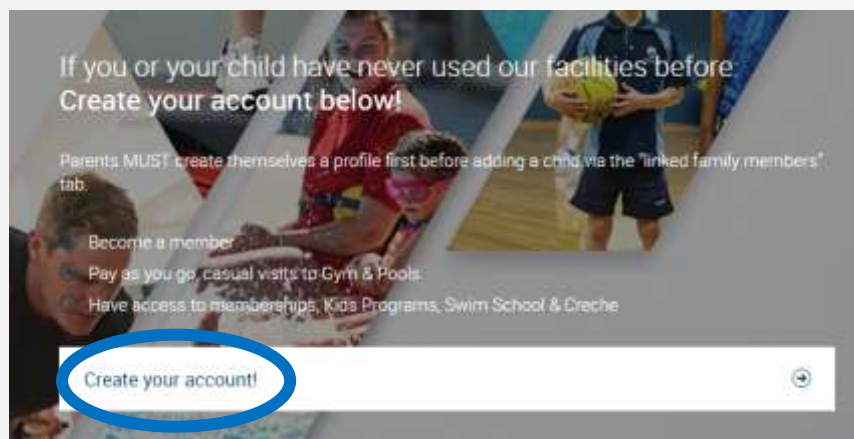 If you or your child have never used our facilities before:
Create your account below!
Parents MUST create themselves a profile first before adding a child via the "linked family members"
tab.
Become a member
Pay as you go, casual visits to Gym & Pools
Have access to memberships, Kids Programs, Swim School & Creche
Create your account!